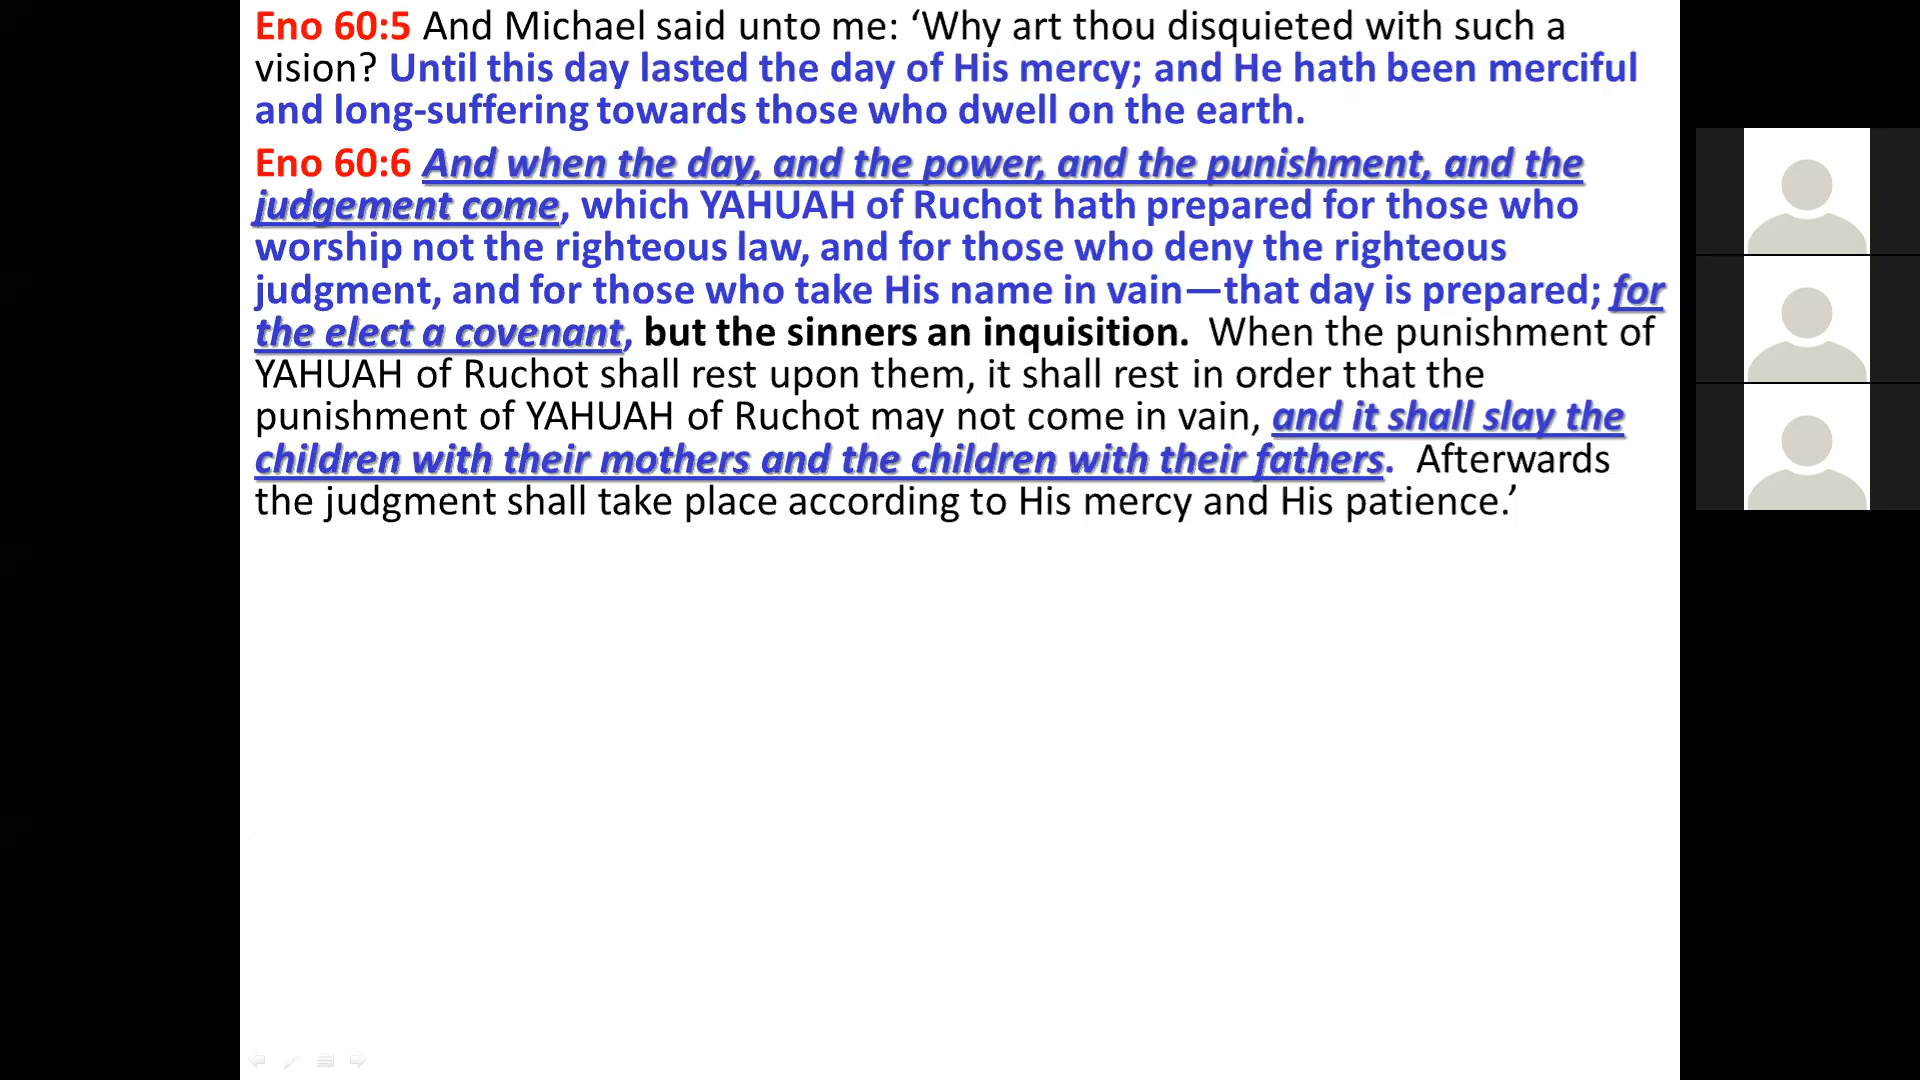 Eno 60:5 And Michael said unto me: ‘Why art thou disquieted with such a
vision? Until this day lasted the day of His mercy; and He hath been merciful
and long-suffering towards those who dwell on the earth.
Eno 60:6 And when the day, and the power, and the punishment, and the
judgement come, which YAHUAH of Ruchot hath prepared for those who
worship not the righteous law, and for those who deny the righteous
judgment, and for those who take His name in vain—that day is prepared; for
the elect a covenant, but the sinners an inquisition.  When the punishment of
YAHUAH of Ruchot shall rest upon them, it shall rest in order that the
punishment of YAHUAH of Ruchot may not come in vain, and it shall slay the
children with their mothers and the children with their fathers.  Afterwards
the judgment shall take place according to His mercy and His patience.’